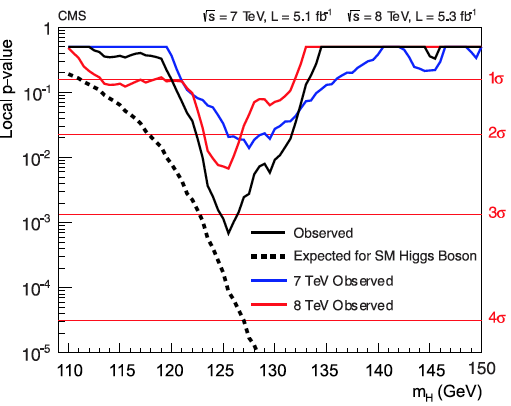 CMS √s = 7 TeV, L = 5.1 fb⁻¹ √s = 8 TeV, L = 5.3 fb⁻¹
Local p-value
1
10⁻¹
10⁻²
10⁻³
10⁻⁴
10⁻⁵
1σ
2σ
3σ
4σ
Observed
Expected for SM Higgs Boson
7 TeV Observed
8 TeV Observed
110 115 120 125 130 135 140 145 150
m_H (GeV)